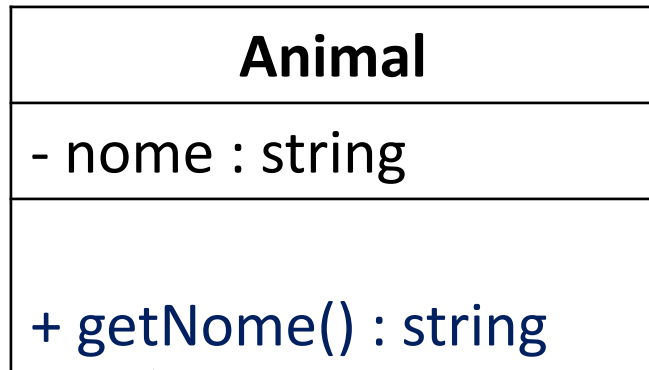 Animal
- nome : string
+ getNome() : string